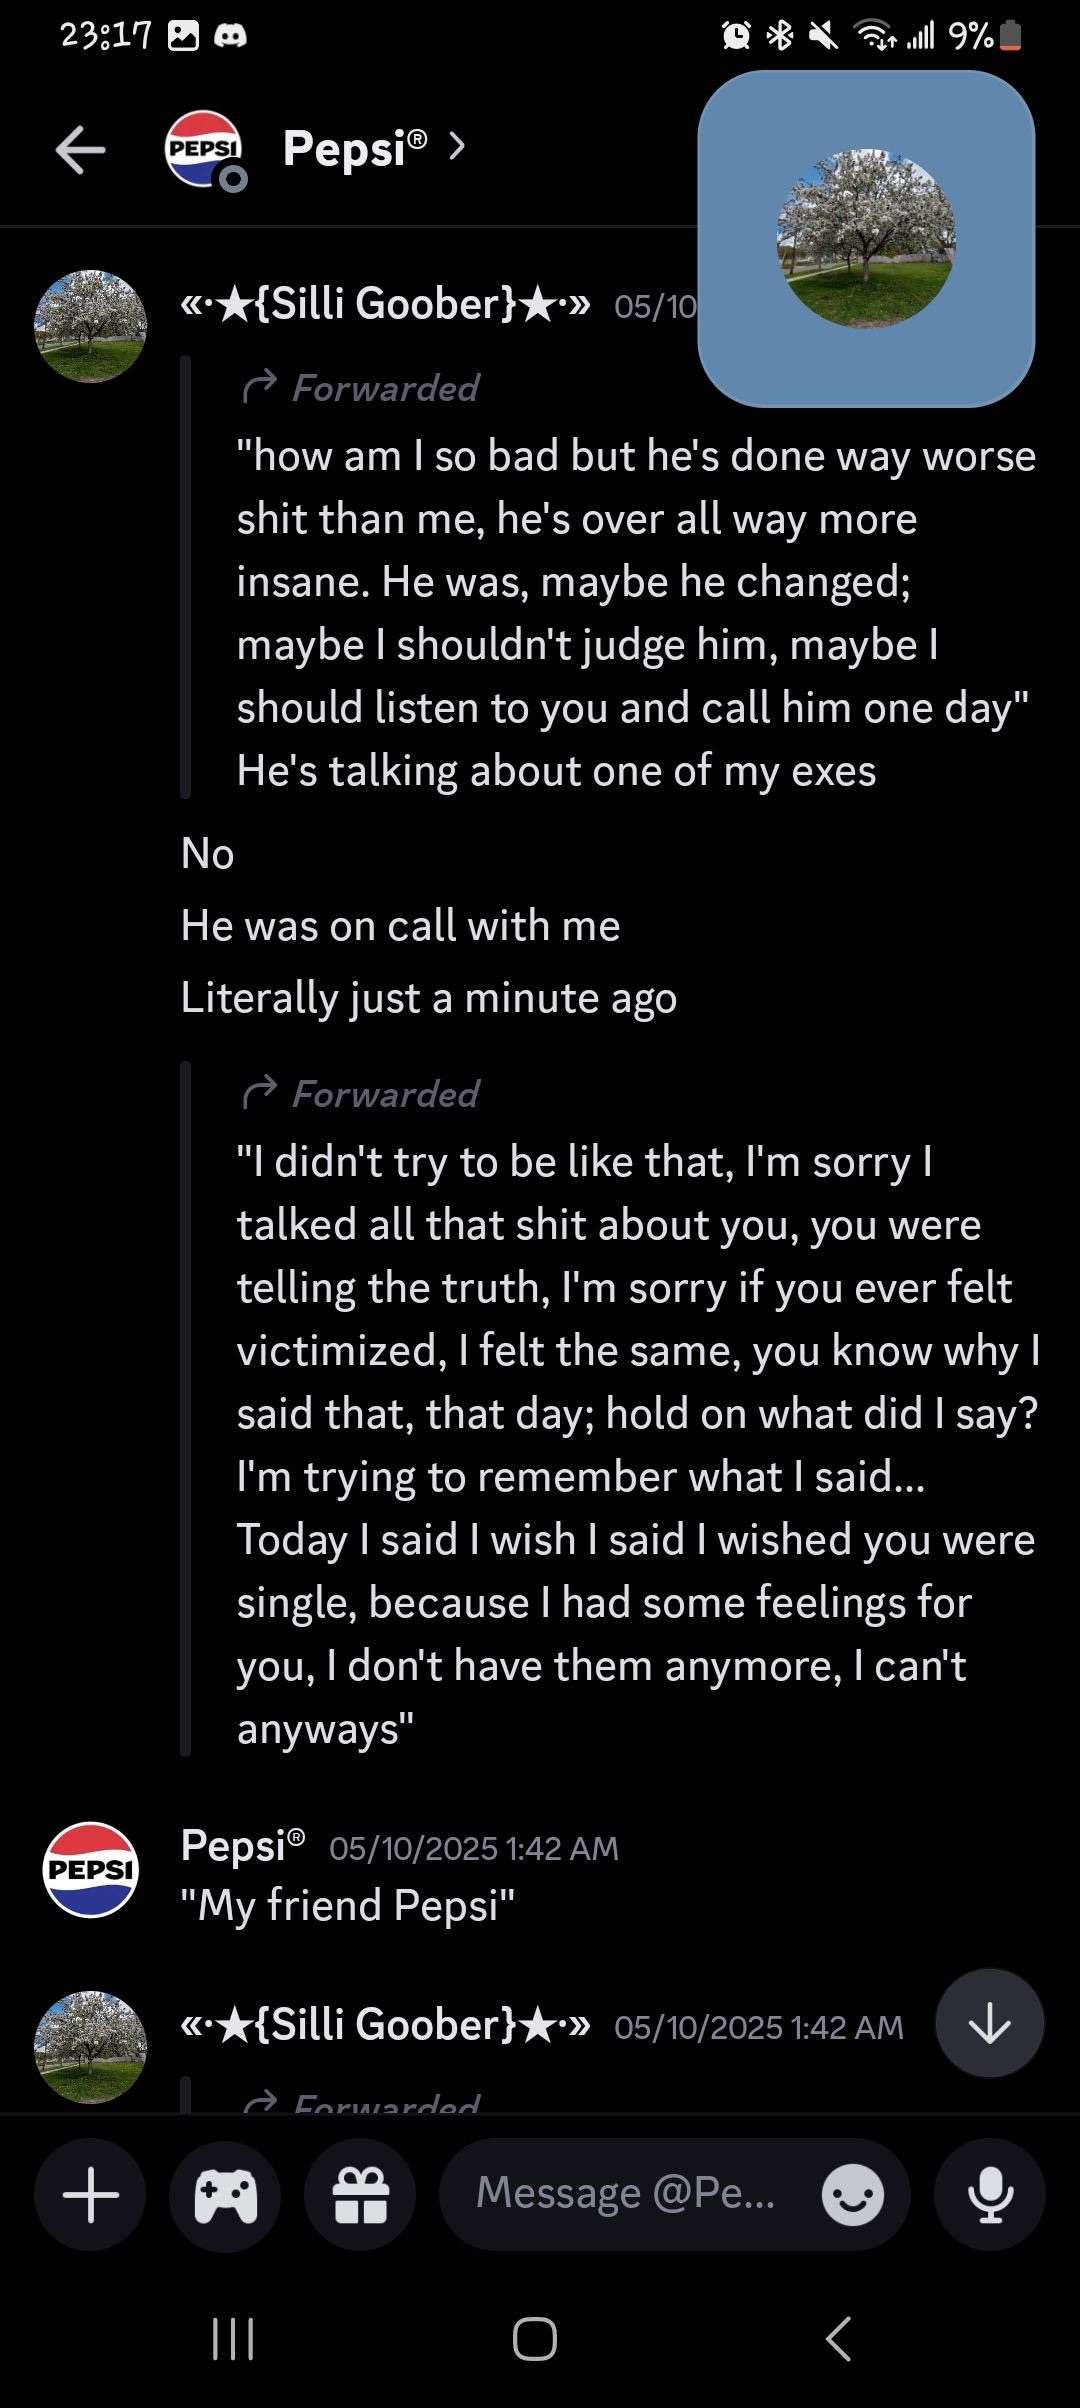 23:17 9%
PEPSI Pepsi®
«·★{Silli Goober}★·» 05/10
Forwarded
"how am I so bad but he's done way worse
shit than me, he's over all way more
insane. He was, maybe he changed;
maybe I shouldn't judge him, maybe I
should listen to you and call him one day"
He's talking about one of my exes
No
He was on call with me
Literally just a minute ago
Forwarded
"I didn't try to be like that, I'm sorry I
talked all that shit about you, you were
telling the truth, I'm sorry if you ever felt
victimized, I felt the same, you know why I
said that, that day; hold on what did I say?
I'm trying to remember what I said...
Today I said I wish I said I wished you were
single, because I had some feelings for
you, I don't have them anymore, I can't
anyways"
Pepsi® 05/10/2025 1:42 AM
PEPSI
"My friend Pepsi"
«·★{Silli Goober}★·» 05/10/2025 1:42 AM
Forwarded
Message @Pe...